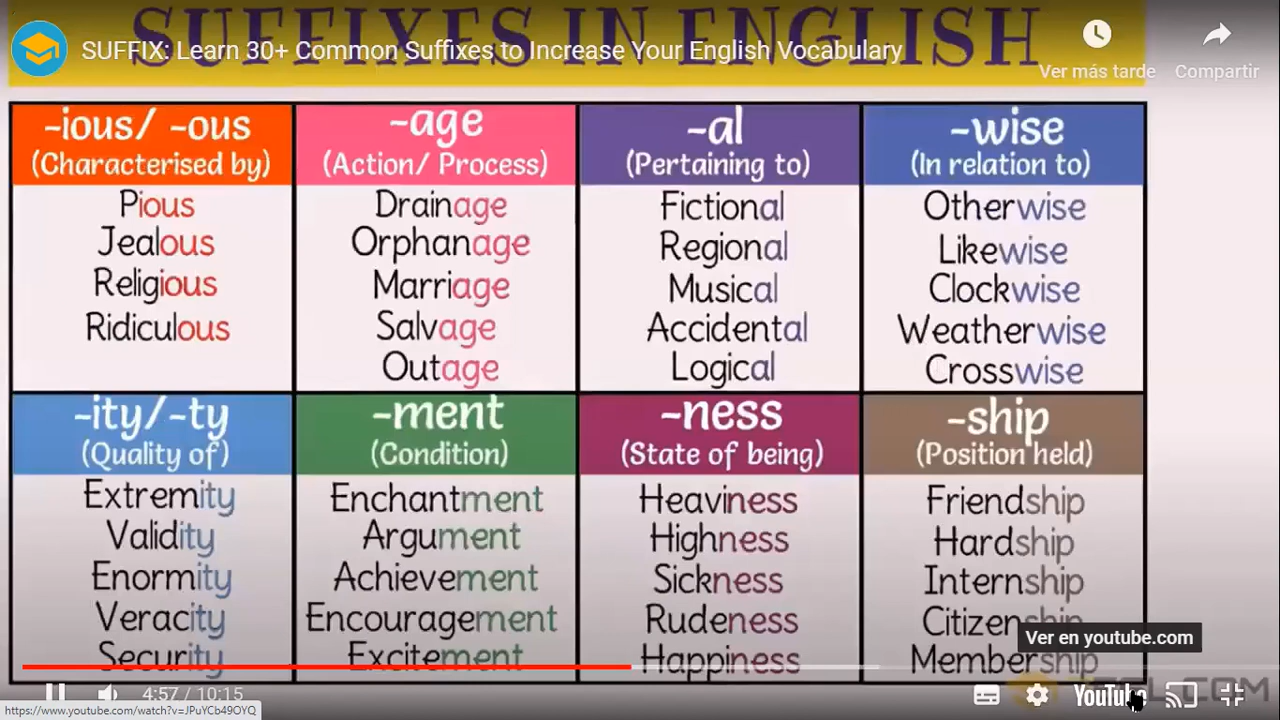 SUFFIXES IN ENGLISH
SUFFIX: Learn 30+ Common Suffixes to Increase Your English Vocabulary
Ver más tarde
Compartir
-ious/ -ous
(Characterised by)
Pious
Jealous
Religious
Ridiculous
-age
(Action/ Process)
Drainage
Orphanage
Marriage
Salvage
Outage
-al
(Pertaining to)
Fictional
Regional
Musical
Accidental
Logical
-wise
(In relation to)
Otherwise
Likewise
Clockwise
Weatherwise
Crosswise
-ity/-ty
(Quality of)
Extremity
Validity
Enormity
Veracity
Security
-ment
(Condition)
Enchantment
Argument
Achievement
Encouragement
Excitement
-ness
(State of being)
Heaviness
Highness
Sickness
Rudeness
Happiness
-ship
(Position held)
Friendship
Hardship
Internship
Citizenship
Membership
Ver en youtube.com
4:57 / 10:15
YouTube
https://www.youtube.com/watch?v=JPuYCb49OYQ